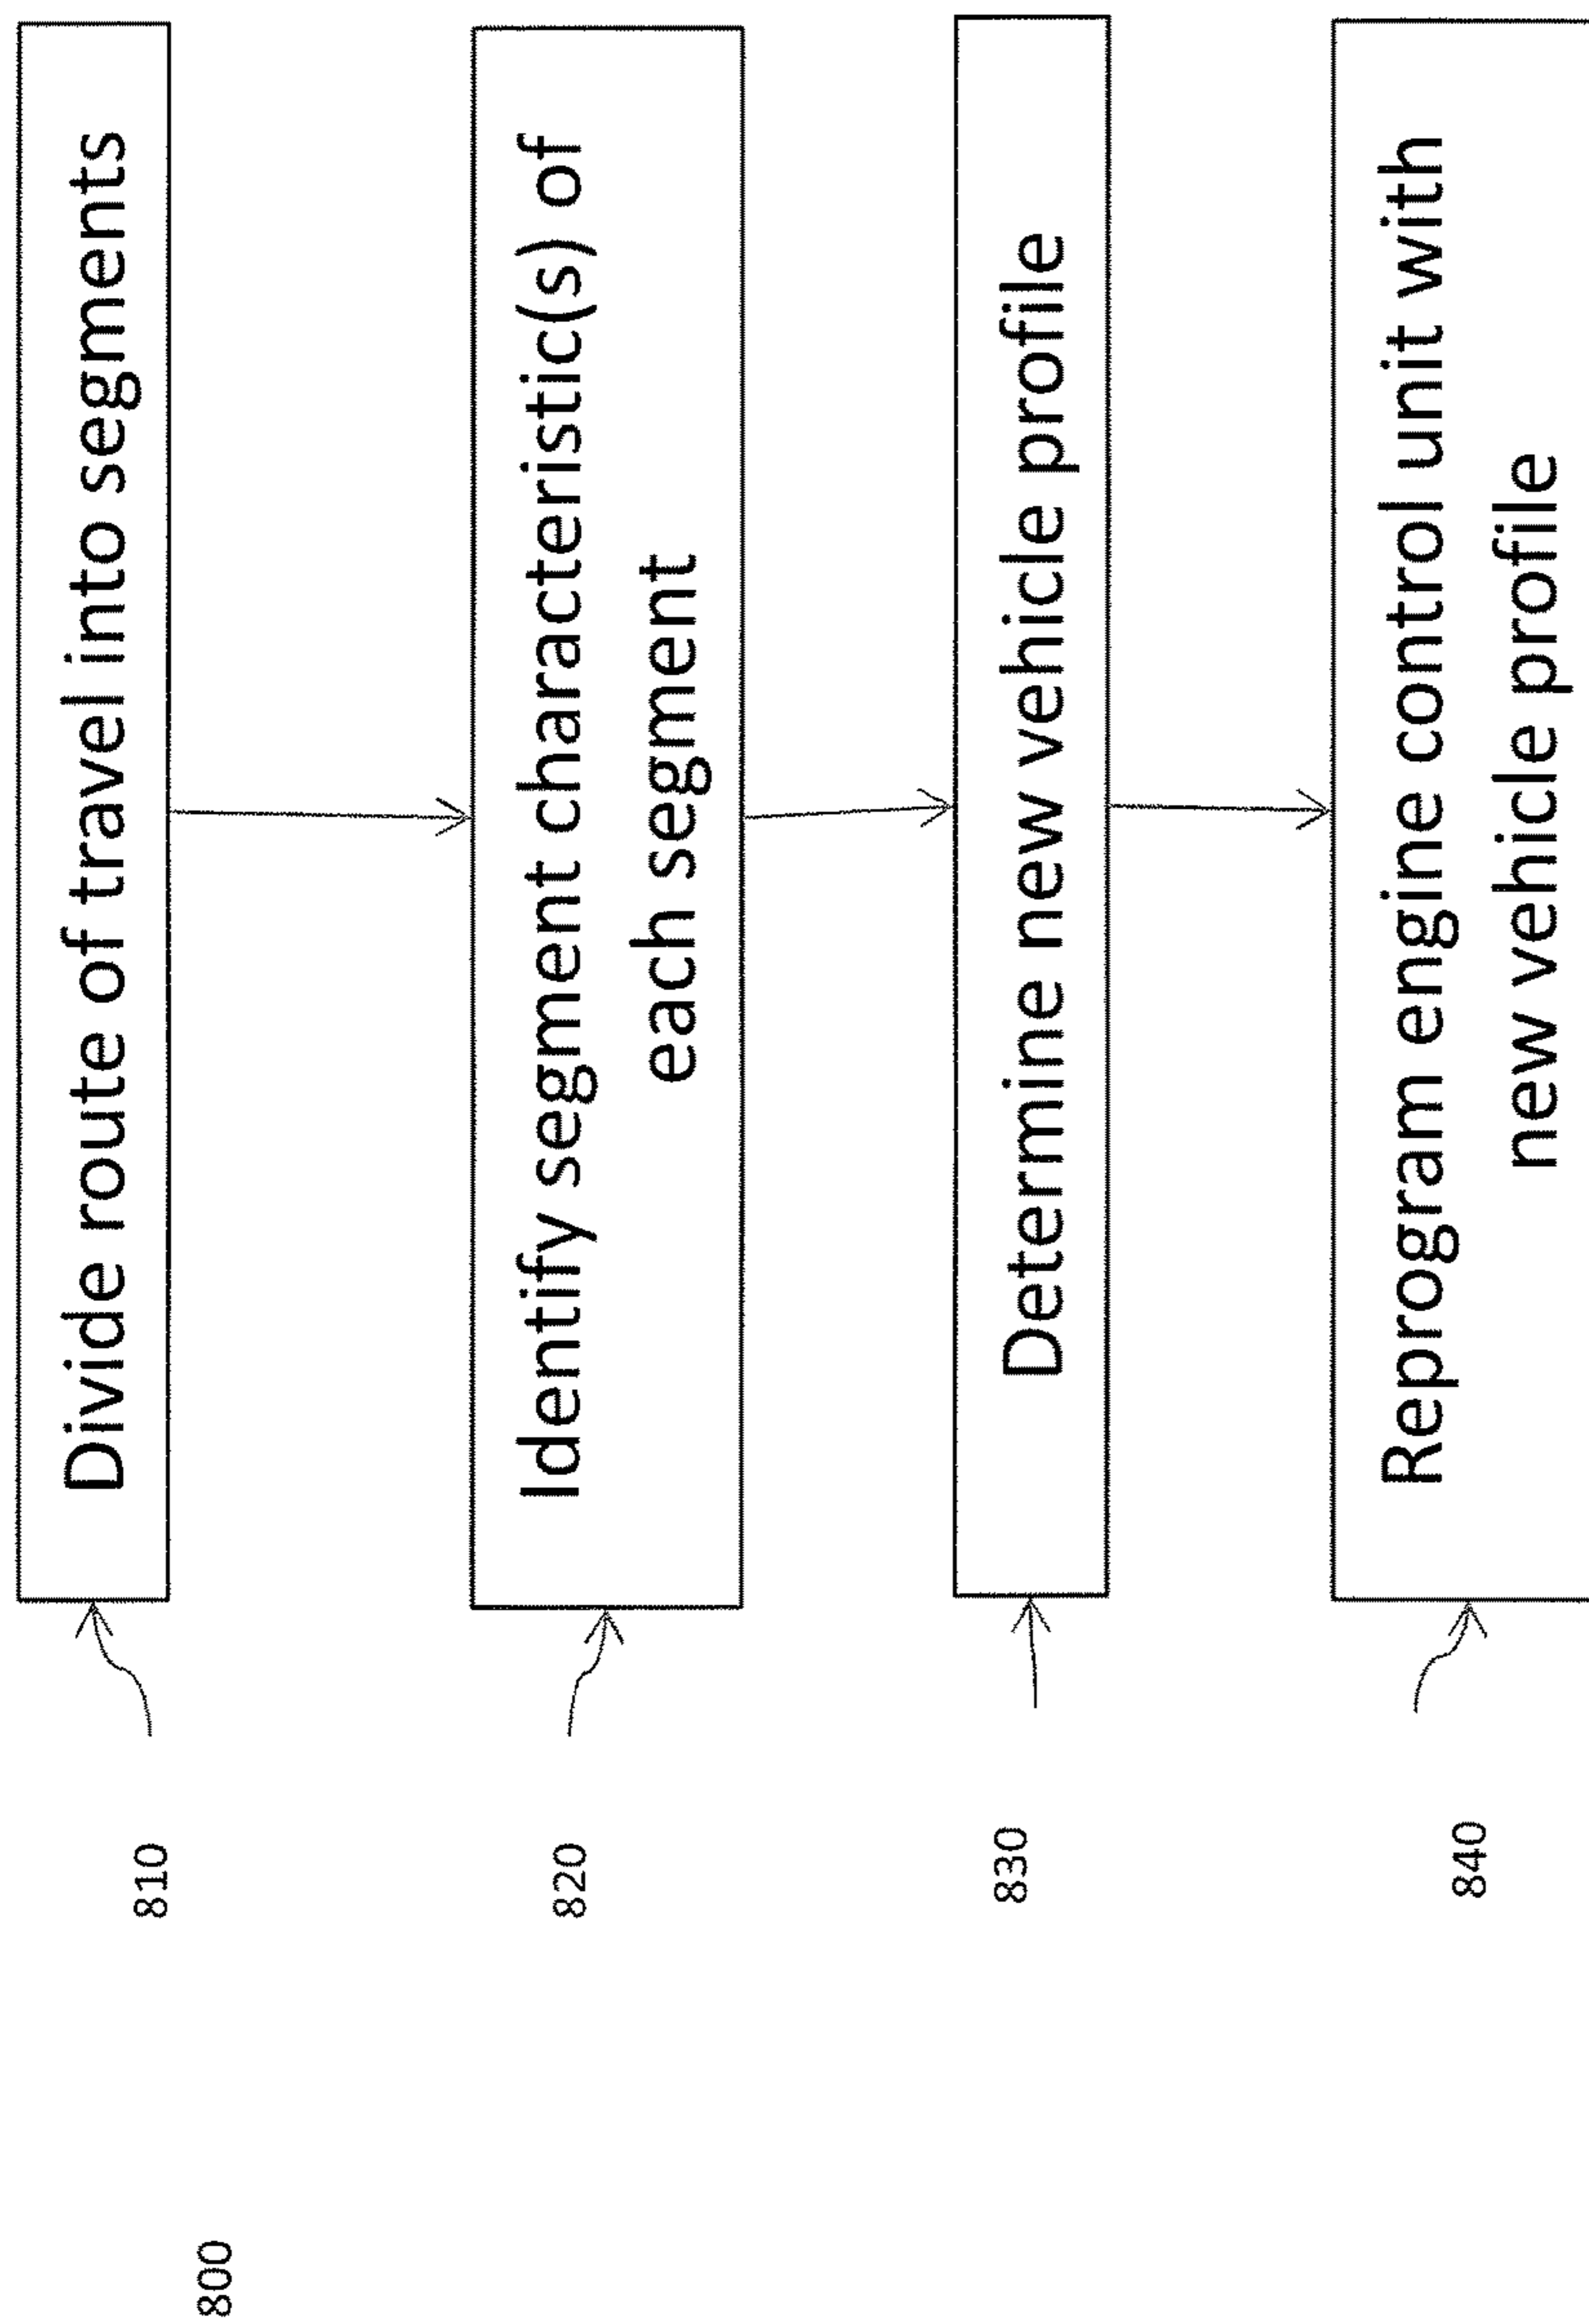 800
810
Divide route of travel into segments
820
Identify segment characteristic(s) of
each segment
830
Determine new vehicle profile
840
Reprogram engine control unit with
new vehicle profile